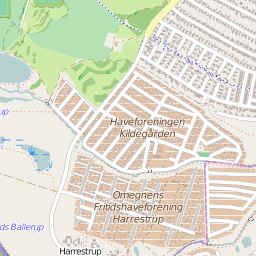 Haveforeningen
Kildegården
Omegnens
Fritidshaveforening
Harrestrup
ds Ballerup
Harrestrup